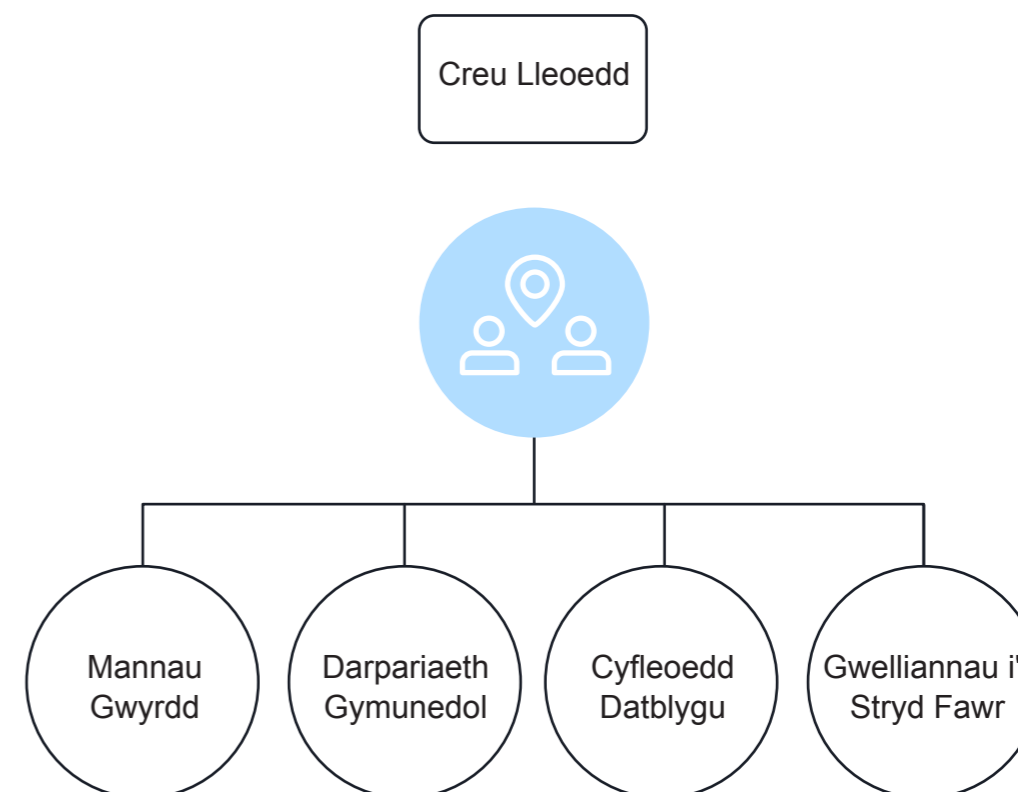 Creu Lleoedd
Mannau
Gwyrdd
Darpariaeth
Gymunedol
Cyfleoedd
Datblygu
Gwelliannau i'
Stryd Fawr